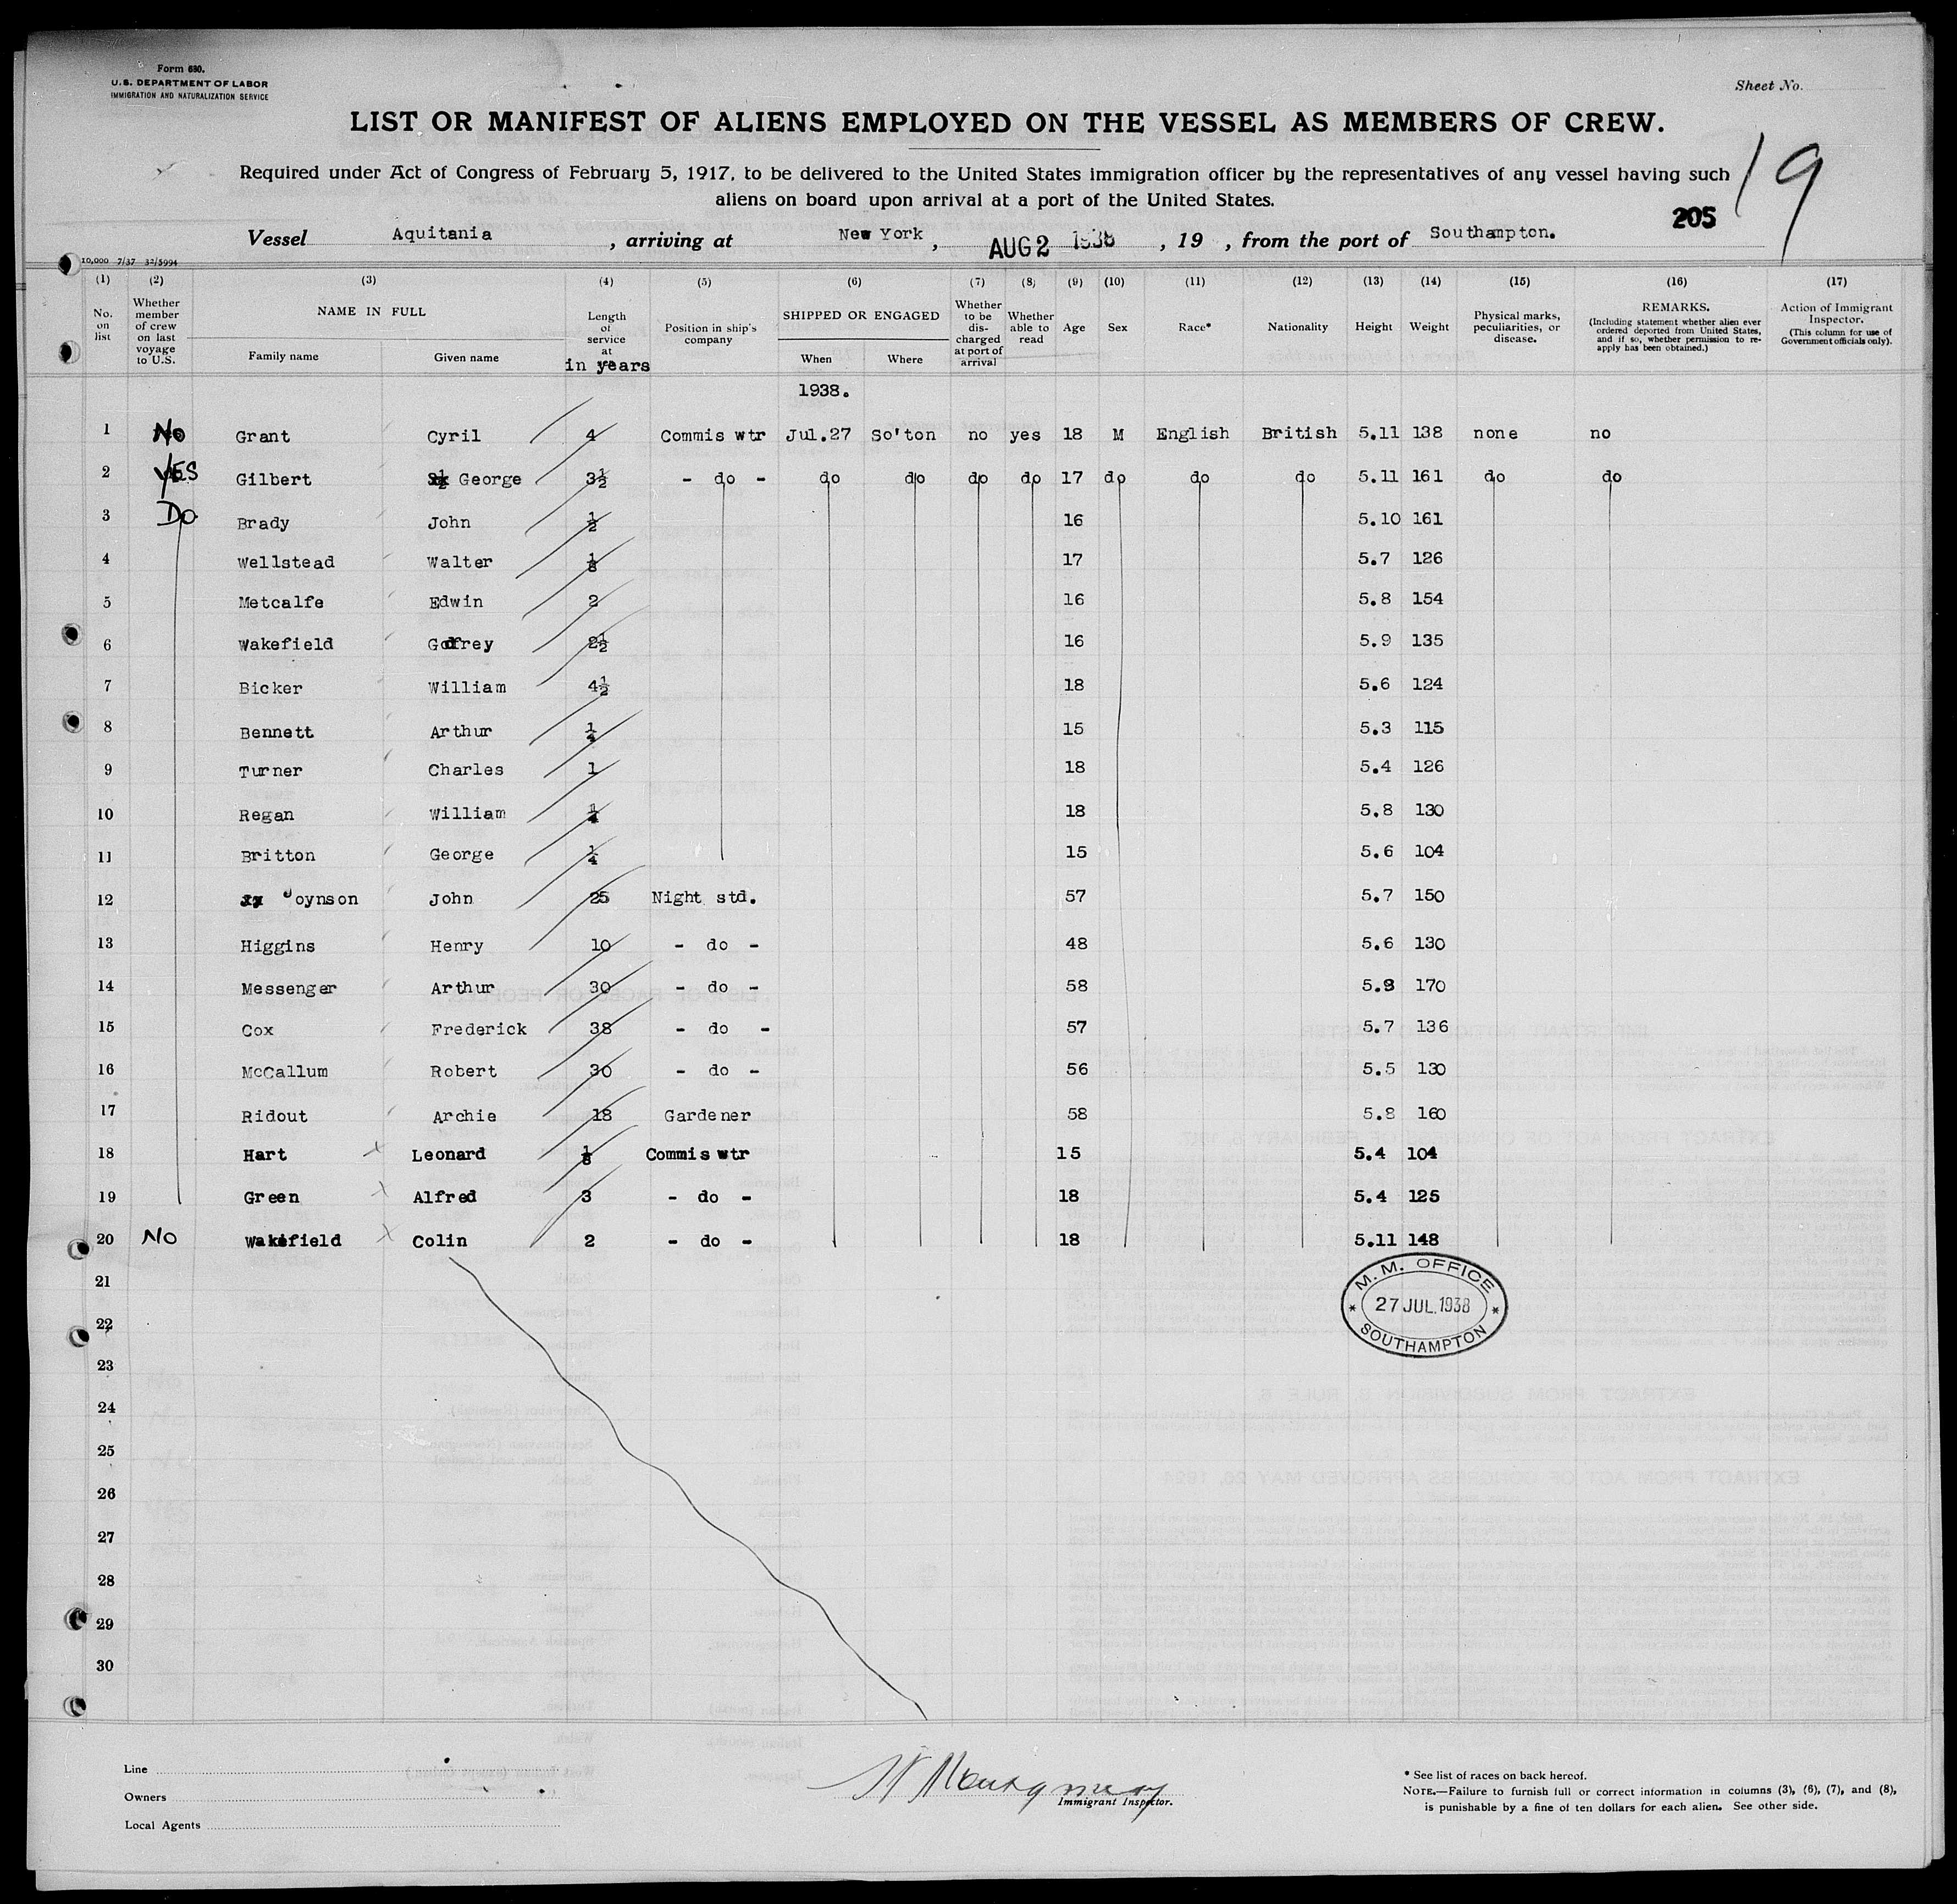 Form 680.
U.S. DEPARTMENT OF LABOR
IMMIGRATION AND NATURALIZATION SERVICE
Sheet No.
LIST OR MANIFEST OF ALIENS EMPLOYED ON THE VESSEL AS MEMBERS OF CREW.
19
Required under Act of Congress of February 5, 1917, to be delivered to the United States immigration officer by the representatives of any vessel having such
aliens on board upon arrival at a port of the United States.
205
Vessel Aquitania , arriving at New York , AUG 2 1938 , 19 , from the port of Southampton.
10,000 7/37 32/5994
(1) (2) (3) (4) (5) (6) (7) (8) (9) (10) (11) (12) (13) (14) (15) (16) (17)
No. on list
Whether member of crew on last voyage to U.S.
NAME IN FULL
Family name Given name
Length of service at in years
Position in ship's company
SHIPPED OR ENGAGED
When Where
Whether to be discharged at port of arrival
Whether able to read
Age Sex Race* Nationality Height Weight
Physical marks, peculiarities, or disease.
REMARKS.
(Including statement whether alien ever ordered deported from United States, and if so, whether permission to reapply has been obtained.)
Action of Immigrant Inspector.
(This column for use of Government officials only).
1938.
1 No Grant Cyril 4 Commis wtr Jul.27 So'ton no yes 18 M English British 5.11 138 none no
2 YES Gilbert George 3½ - do - do do do do 17 do do do 5.11 161 do do
3 Do Brady John ½ 16 5.10 161
4 Wellstead Walter 1/8 17 5.7 126
5 Metcalfe Edwin 2 16 5.8 154
6 Wakefield Godfrey 2½ 16 5.9 135
7 Bicker William 4½ 18 5.6 124
8 Bennett Arthur ¼ 15 5.3 115
9 Turner Charles 1 18 5.4 126
10 Regan William ¼ 18 5.8 130
11 Britton George ¼ 15 5.6 104
12 Joynson John 25 Night std. 57 5.7 150
13 Higgins Henry 10 - do - 48 5.6 130
14 Messenger Arthur 30 - do - 58 170
15 Cox Frederick 38 - do - 57 5.7 136
16 McCallum Robert 30 - do - 56 5.5 130
17 Ridout Archie 18 Gardener 58 5.8 160
18 Hart Leonard 1/8 Commis wtr 15 5.4 104
19 Green Alfred 3 - do - 18 5.4 125
20 No Wakefield Colin 2 - do - 18 5.11 148
21
M. M. OFFICE
27 JUL.1938
SOUTHAMPTON
22
23
24
25
26
27
28
29
30
Line
Owners
Local Agents
Montgomery
Immigrant Inspector.
* See list of races on back hereof.
NOTE.—Failure to furnish full or correct information in columns (3), (6), (7), and (8),
is punishable by a fine of ten dollars for each alien. See other side.